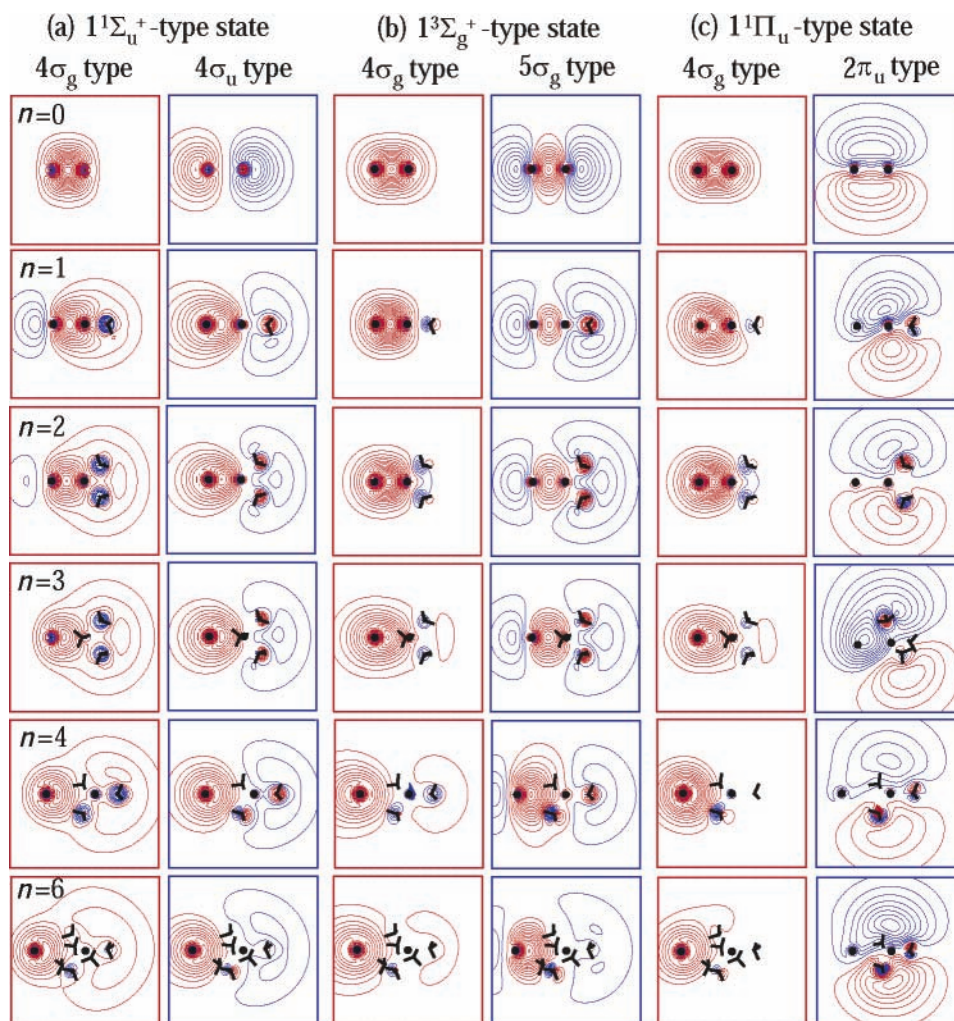 (a) 1¹Σᵤ⁺-type state (b) 1³Σg⁺-type state (c) 1¹Πᵤ-type state
4σg type 4σᵤ type 4σg type 5σg type 4σg type 2πᵤ type
n=0
n=1
n=2
n=3
n=4
n=6